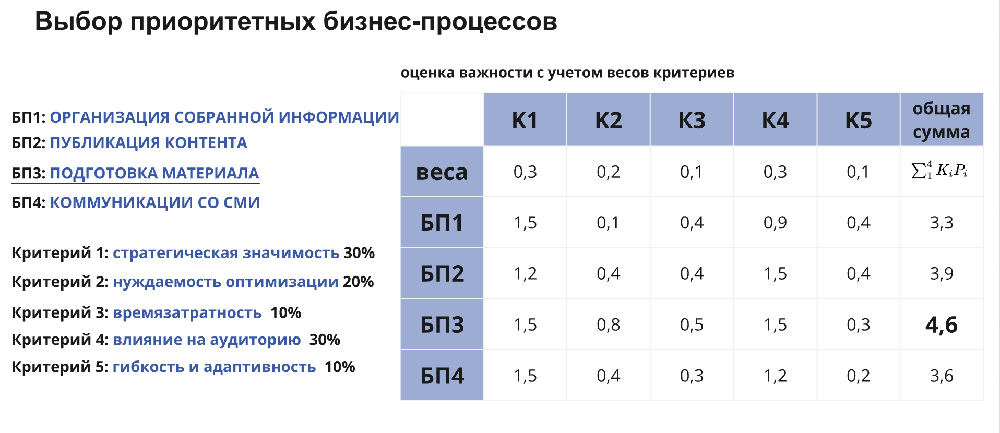 Выбор приоритетных бизнес-процессов
оценка важности с учетом весов критериев
БП1: ОРГАНИЗАЦИЯ СОБРАННОЙ ИНФОРМАЦИИ
БП2: ПУБЛИКАЦИЯ КОНТЕНТА
БП3: ПОДГОТОВКА МАТЕРИАЛА
БП4: КОММУНИКАЦИИ СО СМИ
Критерий 1: стратегическая значимость 30%
Критерий 2: нуждаемость оптимизации 20%
Критерий 3: времязатратность 10%
Критерий 4: влияние на аудиторию 30%
Критерий 5: гибкость и адаптивность 10%
К1 К2 К3 К4 К5 общая сумма
веса 0,3 0,2 0,1 0,3 0,1 ∑₁⁴ KᵢPᵢ
БП1 1,5 0,1 0,4 0,9 0,4 3,3
БП2 1,2 0,4 0,4 1,5 0,4 3,9
БП3 1,5 0,8 0,5 1,5 0,3 4,6
БП4 1,5 0,4 0,3 1,2 0,2 3,6